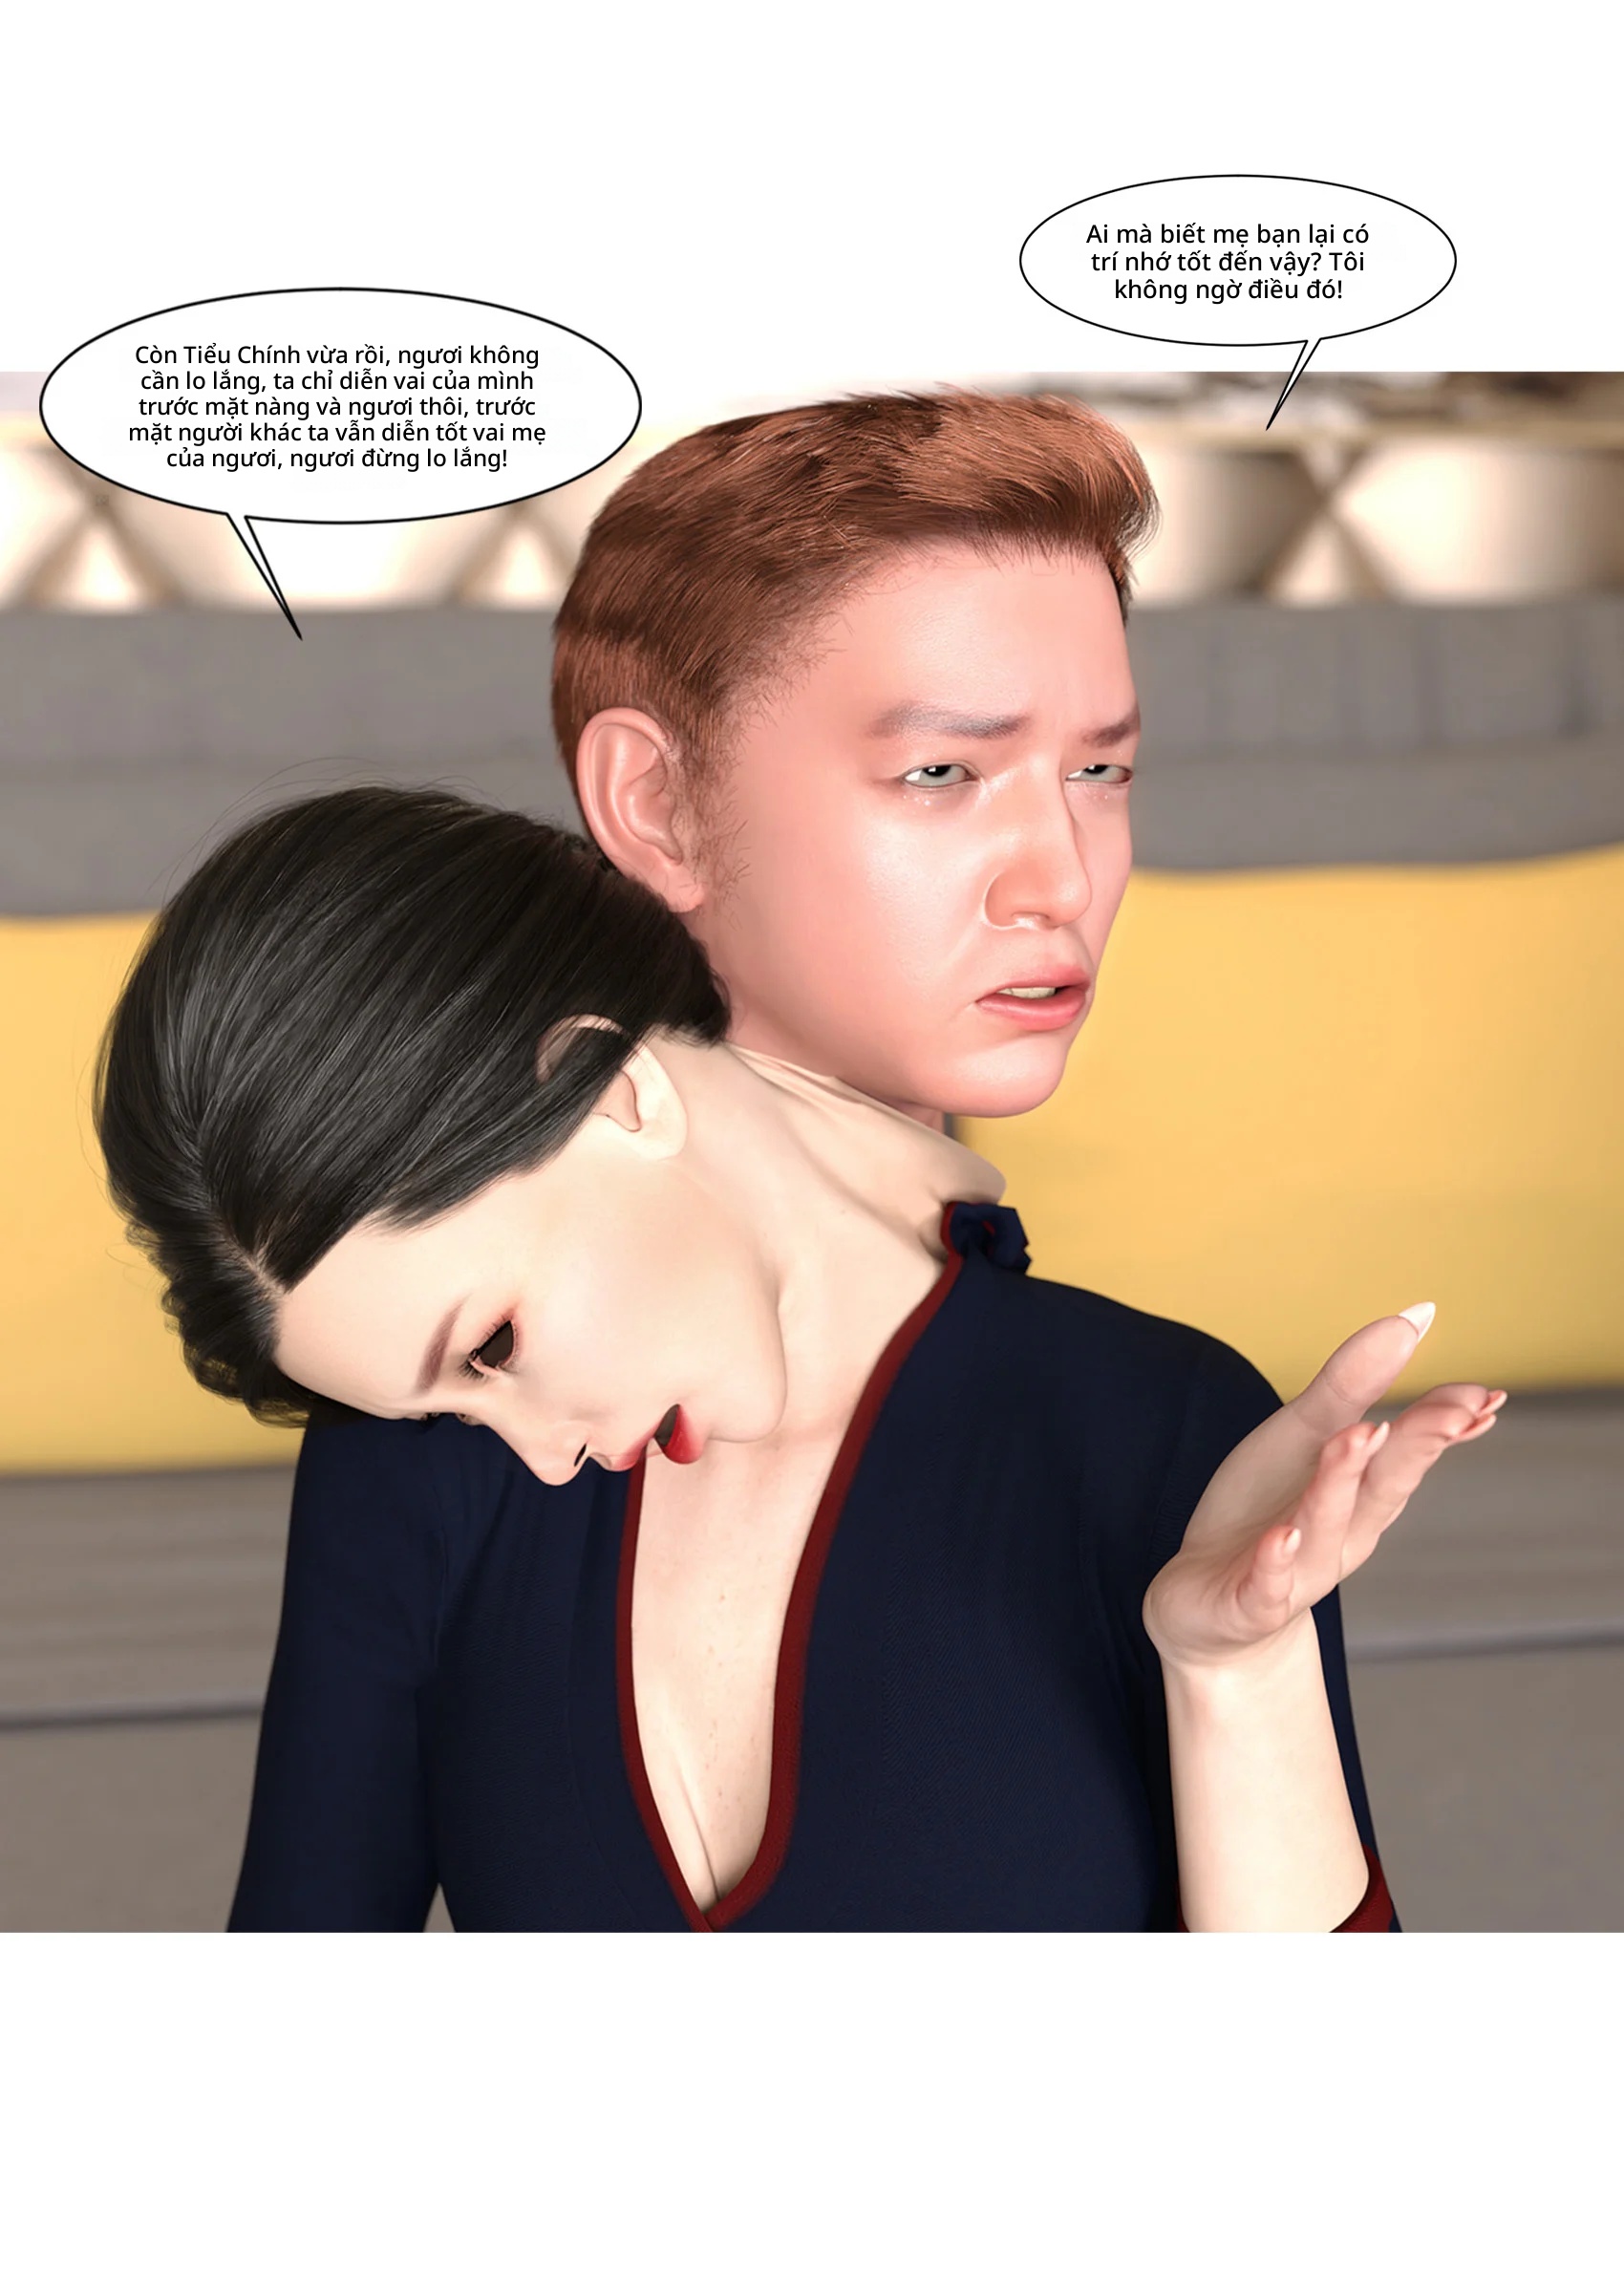 Ai mà biết mẹ bạn lại có
trí nhớ tốt đến vậy? Tôi
không ngờ điều đó!
Còn Tiểu Chính vừa rồi, ngươi không
cần lo lắng, ta chỉ diễn vai của mình
trước mặt nàng và ngươi thôi, trước
mặt người khác ta vẫn diễn tốt vai mẹ
của ngươi, ngươi đừng lo lắng!